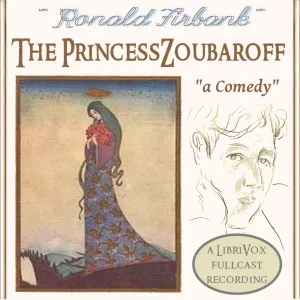 Ronald Firbank
THE PRINCESS ZOUBAROFF
"a Comedy"
A LIBRIVOX
FULLCAST
RECORDING